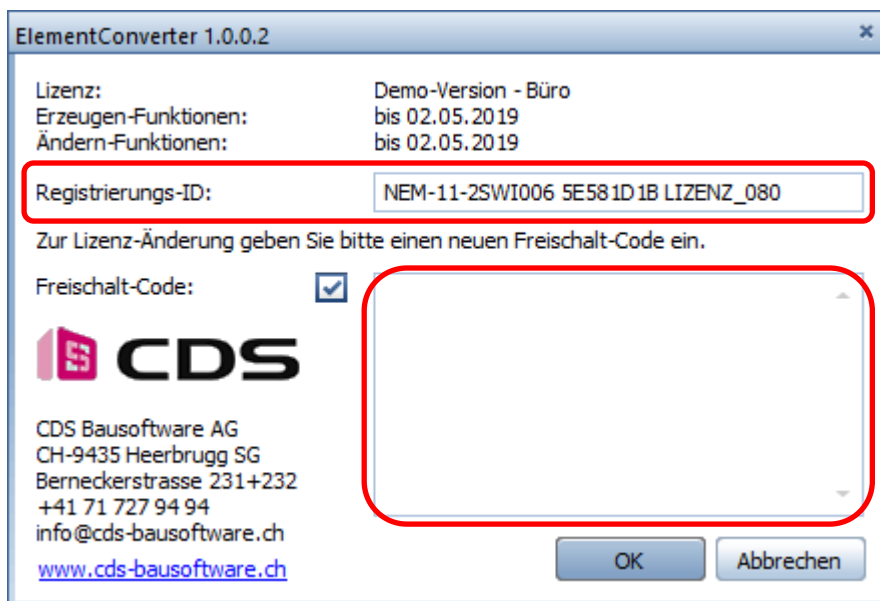 ElementConverter 1.0.0.2
Lizenz: Demo-Version - Büro
Erzeugen-Funktionen: bis 02.05.2019
Ändern-Funktionen: bis 02.05.2019
Registrierungs-ID: NEM-11-2SWI006 5E581D1B LIZENZ_080
Zur Lizenz-Änderung geben Sie bitte einen neuen Freischalt-Code ein.
Freischalt-Code:
CDS
CDS Bausoftware AG
CH-9435 Heerbrugg SG
Berneckerstrasse 231+232
+41 71 727 94 94
info@cds-bausoftware.ch
www.cds-bausoftware.ch
OK Abbrechen